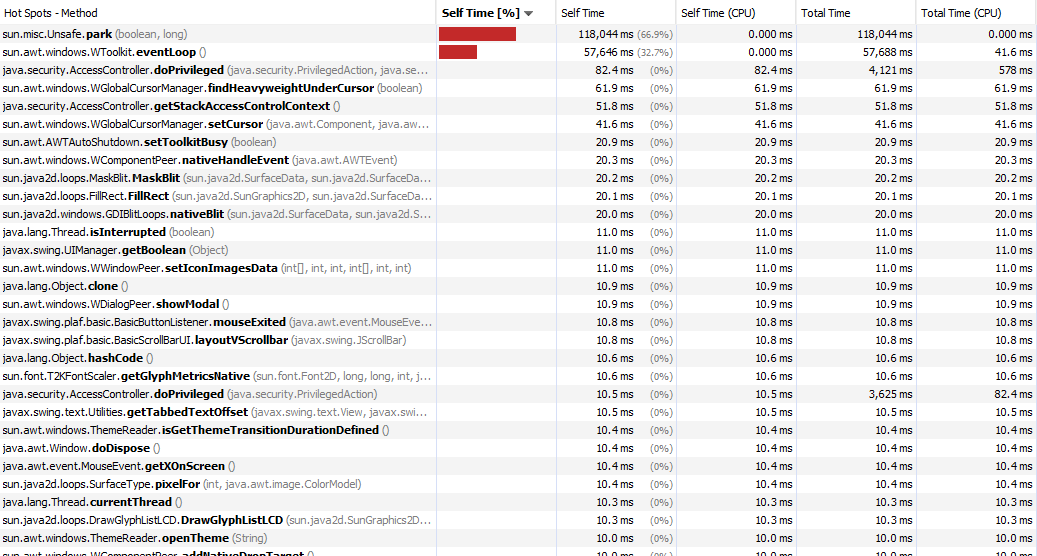 Hot Spots - Method Self Time [%] Self Time Self Time (CPU) Total Time Total Time (CPU)
sun.misc.Unsafe.park (boolean, long) 118,044 ms (66.9%) 0.000 ms 118,044 ms 0.000 ms
sun.awt.windows.WToolkit.eventLoop () 57,646 ms (32.7%) 0.000 ms 57,688 ms 41.6 ms
java.security.AccessController.doPrivileged (java.security.PrivilegedAction, java.se... 82.4 ms (0%) 82.4 ms 4,121 ms 578 ms
sun.awt.windows.WGlobalCursorManager.findHeavyweightUnderCursor (boolean) 61.9 ms (0%) 61.9 ms 61.9 ms 61.9 ms
java.security.AccessController.getStackAccessControlContext () 51.8 ms (0%) 51.8 ms 51.8 ms 51.8 ms
sun.awt.windows.WGlobalCursorManager.setCursor (java.awt.Component, java.aw... 41.6 ms (0%) 41.6 ms 41.6 ms 41.6 ms
sun.awt.AWTAutoShutdown.setToolkitBusy (boolean) 20.9 ms (0%) 20.9 ms 20.9 ms 20.9 ms
sun.awt.windows.WComponentPeer.nativeHandleEvent (java.awt.AWTEvent) 20.3 ms (0%) 20.3 ms 20.3 ms 20.3 ms
sun.java2d.loops.MaskBlit.MaskBlit (sun.java2d.SurfaceData, sun.java2d.SurfaceDa... 20.2 ms (0%) 20.2 ms 20.2 ms 20.2 ms
sun.java2d.loops.FillRect.FillRect (sun.java2d.SunGraphics2D, sun.java2d.SurfaceDa... 20.1 ms (0%) 20.1 ms 20.1 ms 20.1 ms
sun.java2d.windows.GDIBlitLoops.nativeBlit (sun.java2d.SurfaceData, sun.java2d.S... 20.0 ms (0%) 20.0 ms 20.0 ms 20.0 ms
java.lang.Thread.isInterrupted (boolean) 11.0 ms (0%) 11.0 ms 11.0 ms 11.0 ms
javax.swing.UIManager.getBoolean (Object) 11.0 ms (0%) 11.0 ms 11.0 ms 11.0 ms
sun.awt.windows.WWindowPeer.setIconImagesData (int[], int, int, int[], int, int) 11.0 ms (0%) 11.0 ms 11.0 ms 11.0 ms
java.lang.Object.clone () 10.9 ms (0%) 10.9 ms 10.9 ms 10.9 ms
sun.awt.windows.WDialogPeer.showModal () 10.9 ms (0%) 10.9 ms 10.9 ms 10.9 ms
javax.swing.plaf.basic.BasicButtonListener.mouseExited (java.awt.event.MouseEve... 10.8 ms (0%) 10.8 ms 10.8 ms 10.8 ms
javax.swing.plaf.basic.BasicScrollBarUI.layoutVScrollbar (javax.swing.JScrollBar) 10.8 ms (0%) 10.8 ms 10.8 ms 10.8 ms
java.lang.Object.hashCode () 10.6 ms (0%) 10.6 ms 10.6 ms 10.6 ms
sun.font.T2KFontScaler.getGlyphMetricsNative (sun.font.Font2D, long, long, int, j... 10.6 ms (0%) 10.6 ms 10.6 ms 10.6 ms
java.security.AccessController.doPrivileged (java.security.PrivilegedAction) 10.5 ms (0%) 10.5 ms 3,625 ms 82.4 ms
javax.swing.text.Utilities.getTabbedTextOffset (javax.swing.text.View, javax.swi... 10.5 ms (0%) 10.5 ms 10.5 ms 10.5 ms
sun.awt.windows.ThemeReader.isGetThemeTransitionDurationDefined () 10.4 ms (0%) 10.4 ms 10.4 ms 10.4 ms
java.awt.Window.doDispose () 10.4 ms (0%) 10.4 ms 10.4 ms 10.4 ms
java.awt.event.MouseEvent.getXOnScreen () 10.4 ms (0%) 10.4 ms 10.4 ms 10.4 ms
sun.java2d.loops.SurfaceType.pixelFor (int, java.awt.image.ColorModel) 10.4 ms (0%) 10.4 ms 10.4 ms 10.4 ms
java.lang.Thread.currentThread () 10.3 ms (0%) 10.3 ms 10.3 ms 10.3 ms
sun.java2d.loops.DrawGlyphListLCD.DrawGlyphListLCD (sun.java2d.SunGraphics2D... 10.3 ms (0%) 10.3 ms 10.3 ms 10.3 ms
sun.awt.windows.ThemeReader.openTheme (String) 10.0 ms (0%) 10.0 ms 10.0 ms 10.0 ms
sun.awt.windows.WComponentPeer.addNativeDropTarget () 10.0 ms (0%) 10.0 ms 10.0 ms 10.0 ms